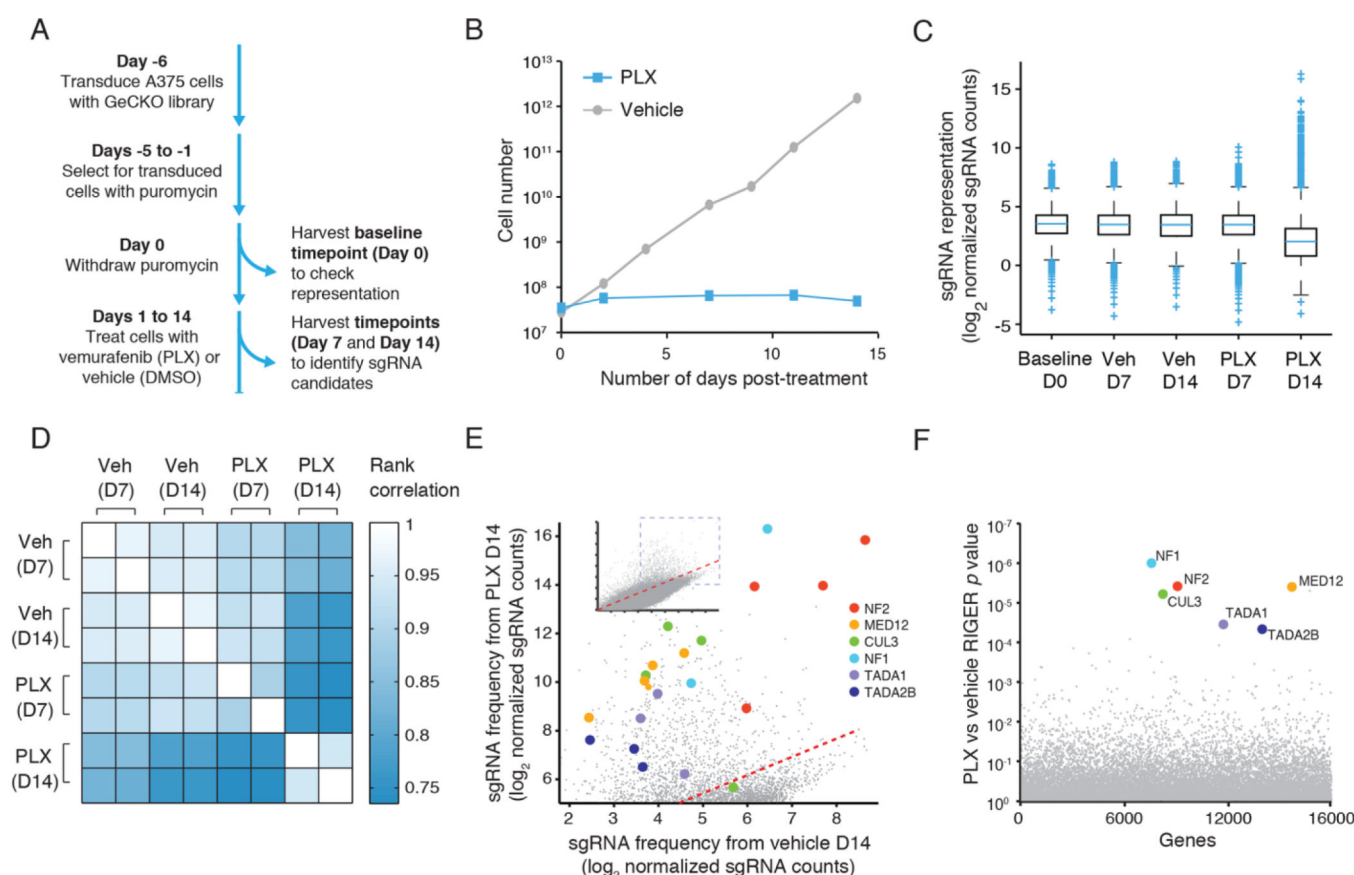 A
Day -6
Transduce A375 cells
with GeCKO library
Days -5 to -1
Select for transduced
cells with puromycin
Day 0
Withdraw puromycin
Harvest baseline
timepoint (Day 0)
to check
representation
Days 1 to 14
Treat cells with
vemurafenib (PLX) or
vehicle (DMSO)
Harvest timepoints
(Day 7 and Day 14)
to identify sgRNA
candidates
B
Cell number
10^13
10^12
10^11
10^10
10^9
10^8
10^7
PLX
Vehicle
0 5 10 15
Number of days post-treatment
C
sgRNA representation
(log2 normalized sgRNA counts)
15
10
5
0
-5
Baseline D0
Veh D7
Veh D14
PLX D7
PLX D14
D
Veh (D7)
Veh (D14)
PLX (D7)
PLX (D14)
Rank correlation
Veh (D7)
Veh (D14)
PLX (D7)
PLX (D14)
1
0.95
0.9
0.85
0.8
0.75
E
sgRNA frequency from PLX D14
(log2 normalized sgRNA counts)
16
14
12
10
8
6
NF2
MED12
CUL3
NF1
TADA1
TADA2B
2 3 4 5 6 7 8
sgRNA frequency from vehicle D14
(log2 normalized sgRNA counts)
F
PLX vs vehicle RIGER p value
10^-7
10^-6
10^-5
10^-4
10^-3
10^-2
10^-1
10^0
NF1
NF2
CUL3
MED12
TADA1
TADA2B
0 6000 12000 16000
Genes